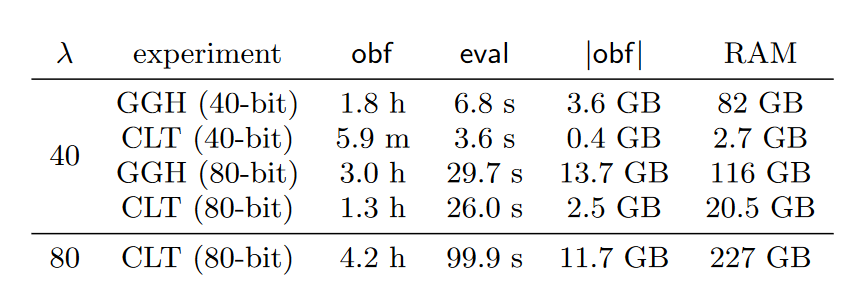 λ experiment obf eval |obf| RAM
GGH (40-bit) 1.8 h 6.8 s 3.6 GB 82 GB
CLT (40-bit) 5.9 m 3.6 s 0.4 GB 2.7 GB
40
GGH (80-bit) 3.0 h 29.7 s 13.7 GB 116 GB
CLT (80-bit) 1.3 h 26.0 s 2.5 GB 20.5 GB
80 CLT (80-bit) 4.2 h 99.9 s 11.7 GB 227 GB